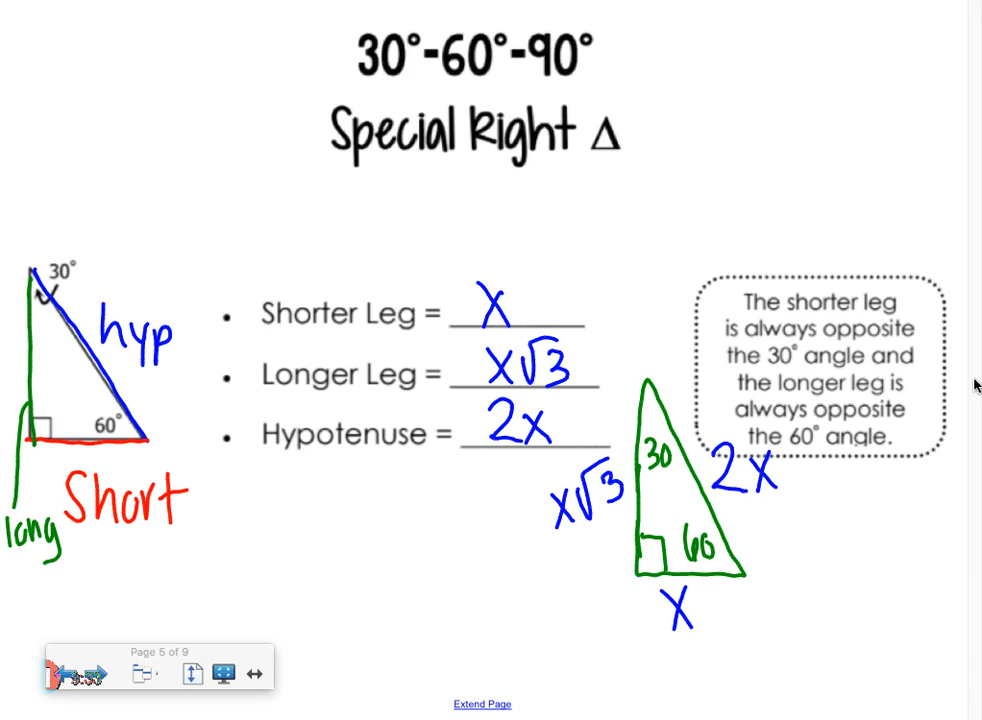 30°-60°-90°
Special Right Δ
30°
60°
hyp
Short
long
• Shorter Leg = x
• Longer Leg = x√3
• Hypotenuse = 2x
The shorter leg
is always opposite
the 30° angle and
the longer leg is
always opposite
the 60° angle.
30
60
x√3
2x
x
Page 5 of 9
Extend Page